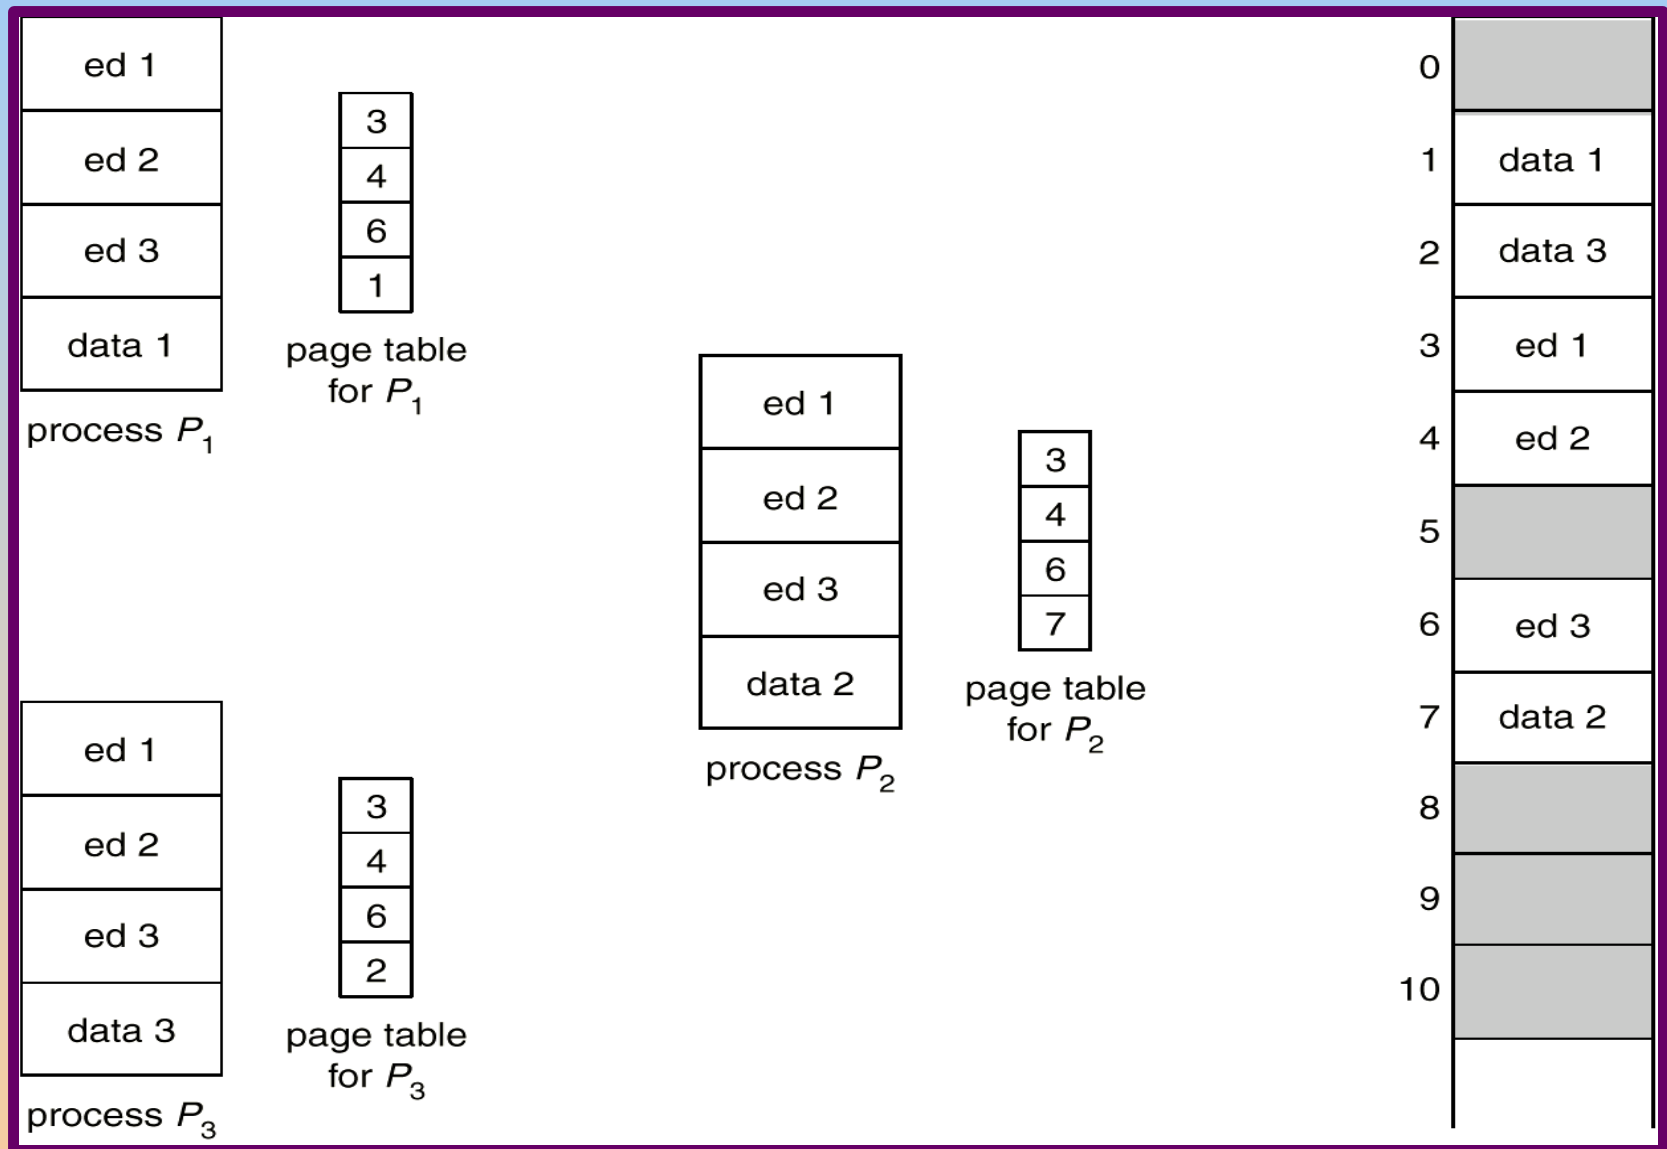 ed 1
ed 2
ed 3
data 1
process P1
3
4
6
1
page table
for P1
ed 1
ed 2
ed 3
data 2
process P2
3
4
6
7
page table
for P2
ed 1
ed 2
ed 3
data 3
process P3
3
4
6
2
page table
for P3
0
1 data 1
2 data 3
3 ed 1
4 ed 2
5
6 ed 3
7 data 2
8
9
10